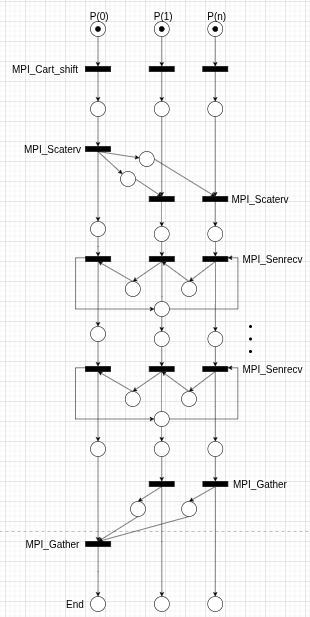 P(0) P(1) P(n)
MPI_Cart_shift
MPI_Scaterv
MPI_Scaterv
MPI_Senrecv
MPI_Senrecv
MPI_Gather
MPI_Gather
End